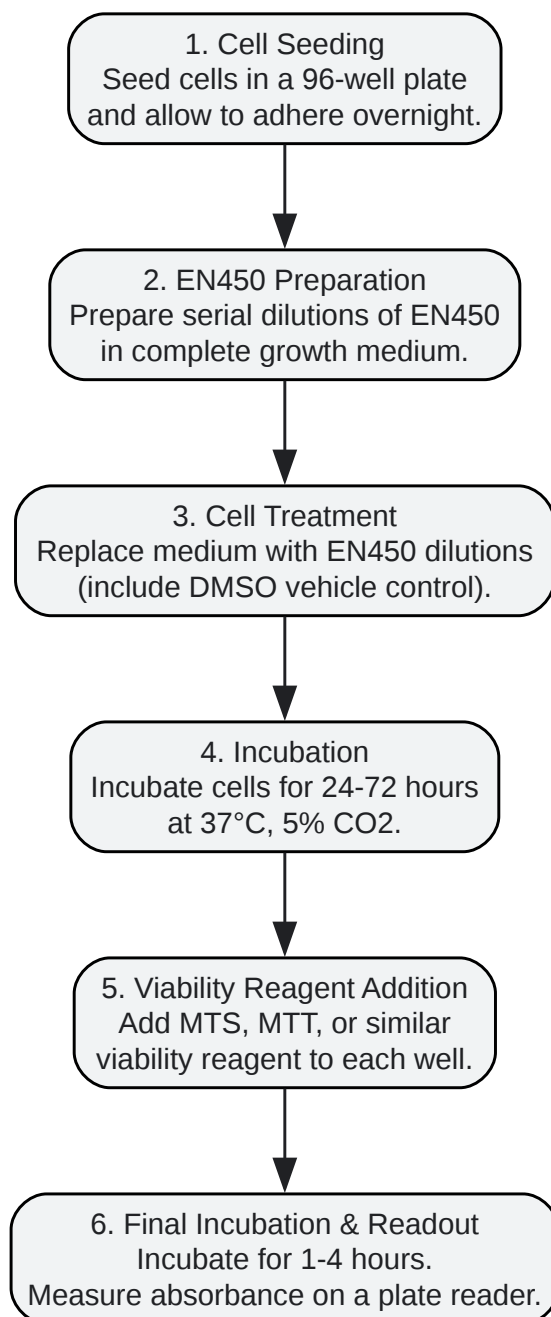 1. Cell Seeding
Seed cells in a 96-well plate
and allow to adhere overnight.
2. EN450 Preparation
Prepare serial dilutions of EN450
in complete growth medium.
3. Cell Treatment
Replace medium with EN450 dilutions
(include DMSO vehicle control).
4. Incubation
Incubate cells for 24-72 hours
at 37°C, 5% CO2.
5. Viability Reagent Addition
Add MTS, MTT, or similar
viability reagent to each well.
6. Final Incubation & Readout
Incubate for 1-4 hours.
Measure absorbance on a plate reader.